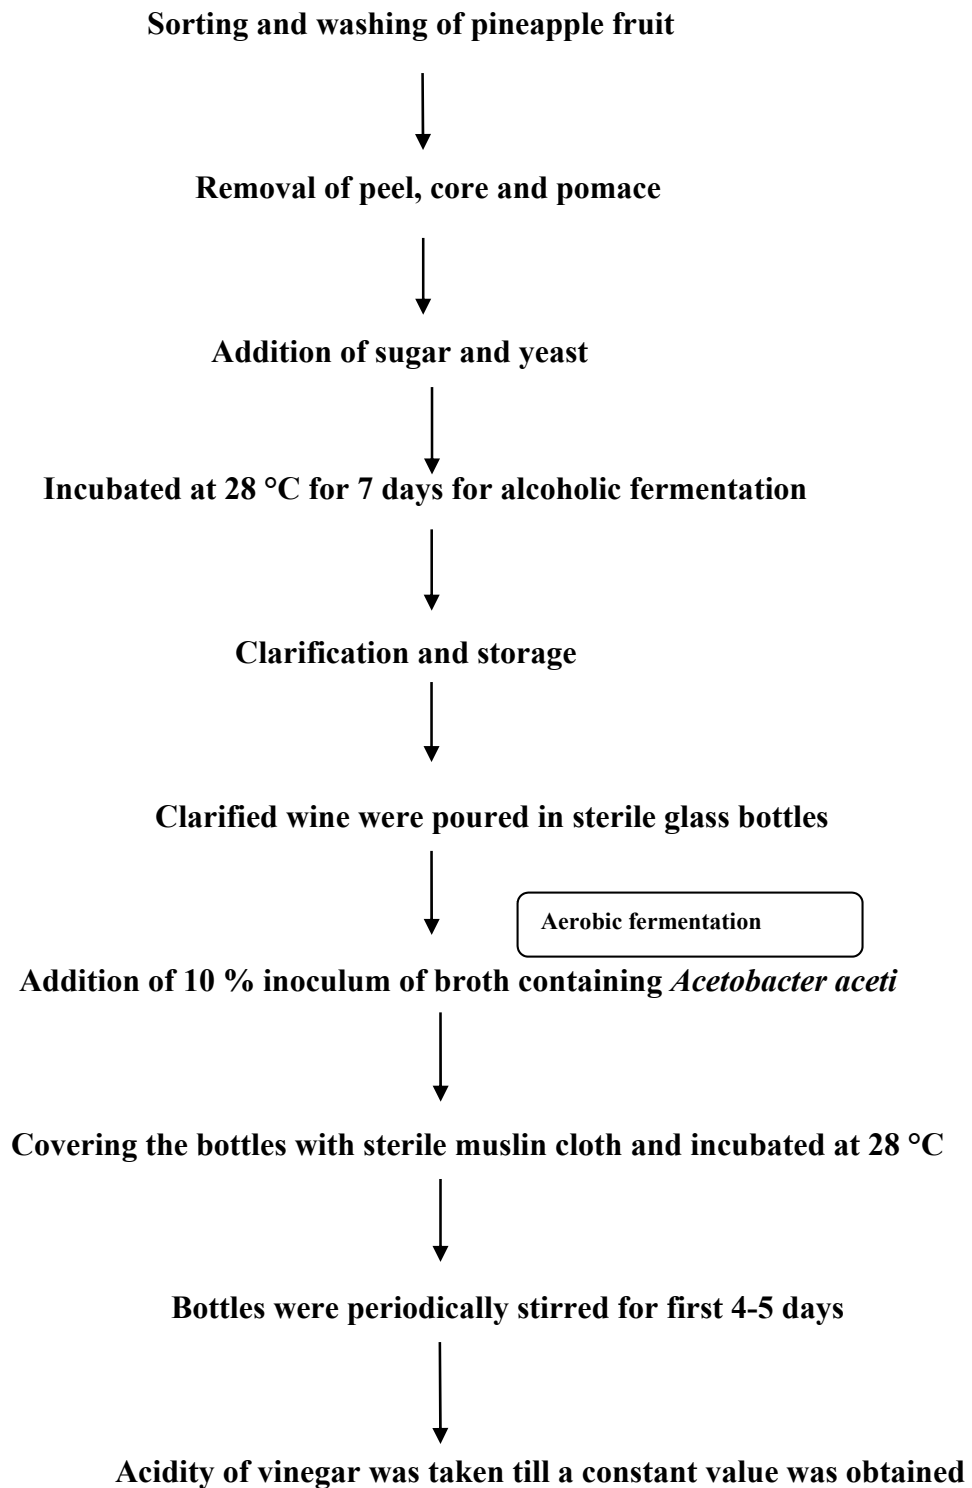 Sorting and washing of pineapple fruit
Removal of peel, core and pomace
Addition of sugar and yeast
Incubated at 28 °C for 7 days for alcoholic fermentation
Clarification and storage
Clarified wine were poured in sterile glass bottles
Aerobic fermentation
Addition of 10 % inoculum of broth containing Acetobacter aceti
Covering the bottles with sterile muslin cloth and incubated at 28 °C
Bottles were periodically stirred for first 4-5 days
Acidity of vinegar was taken till a constant value was obtained